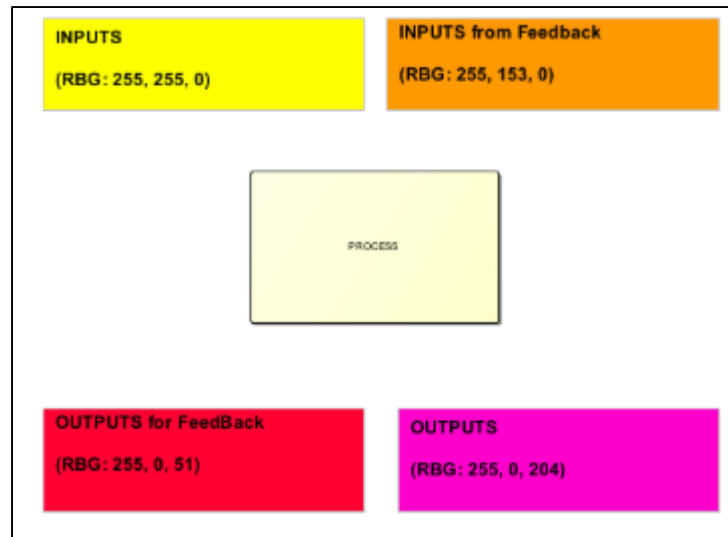 INPUTS
(RBG: 255, 255, 0)
INPUTS from Feedback
(RBG: 255, 153, 0)
PROCESS
OUTPUTS for FeedBack
(RBG: 255, 0, 51)
OUTPUTS
(RBG: 255, 0, 204)